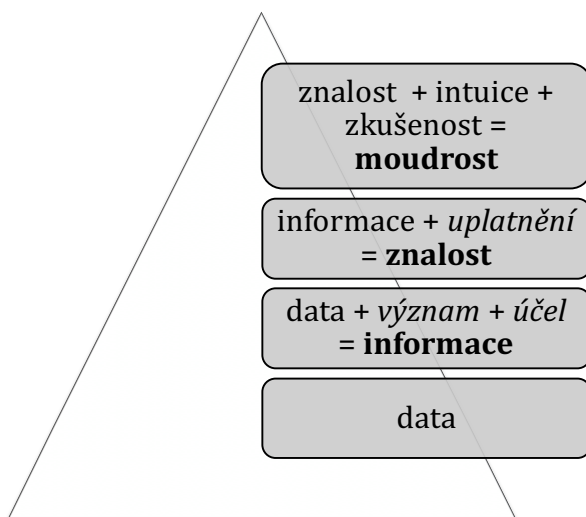 znalost + intuice +
zkušenost =
moudrost
informace + uplatnění
= znalost
data + význam + účel
= informace
data